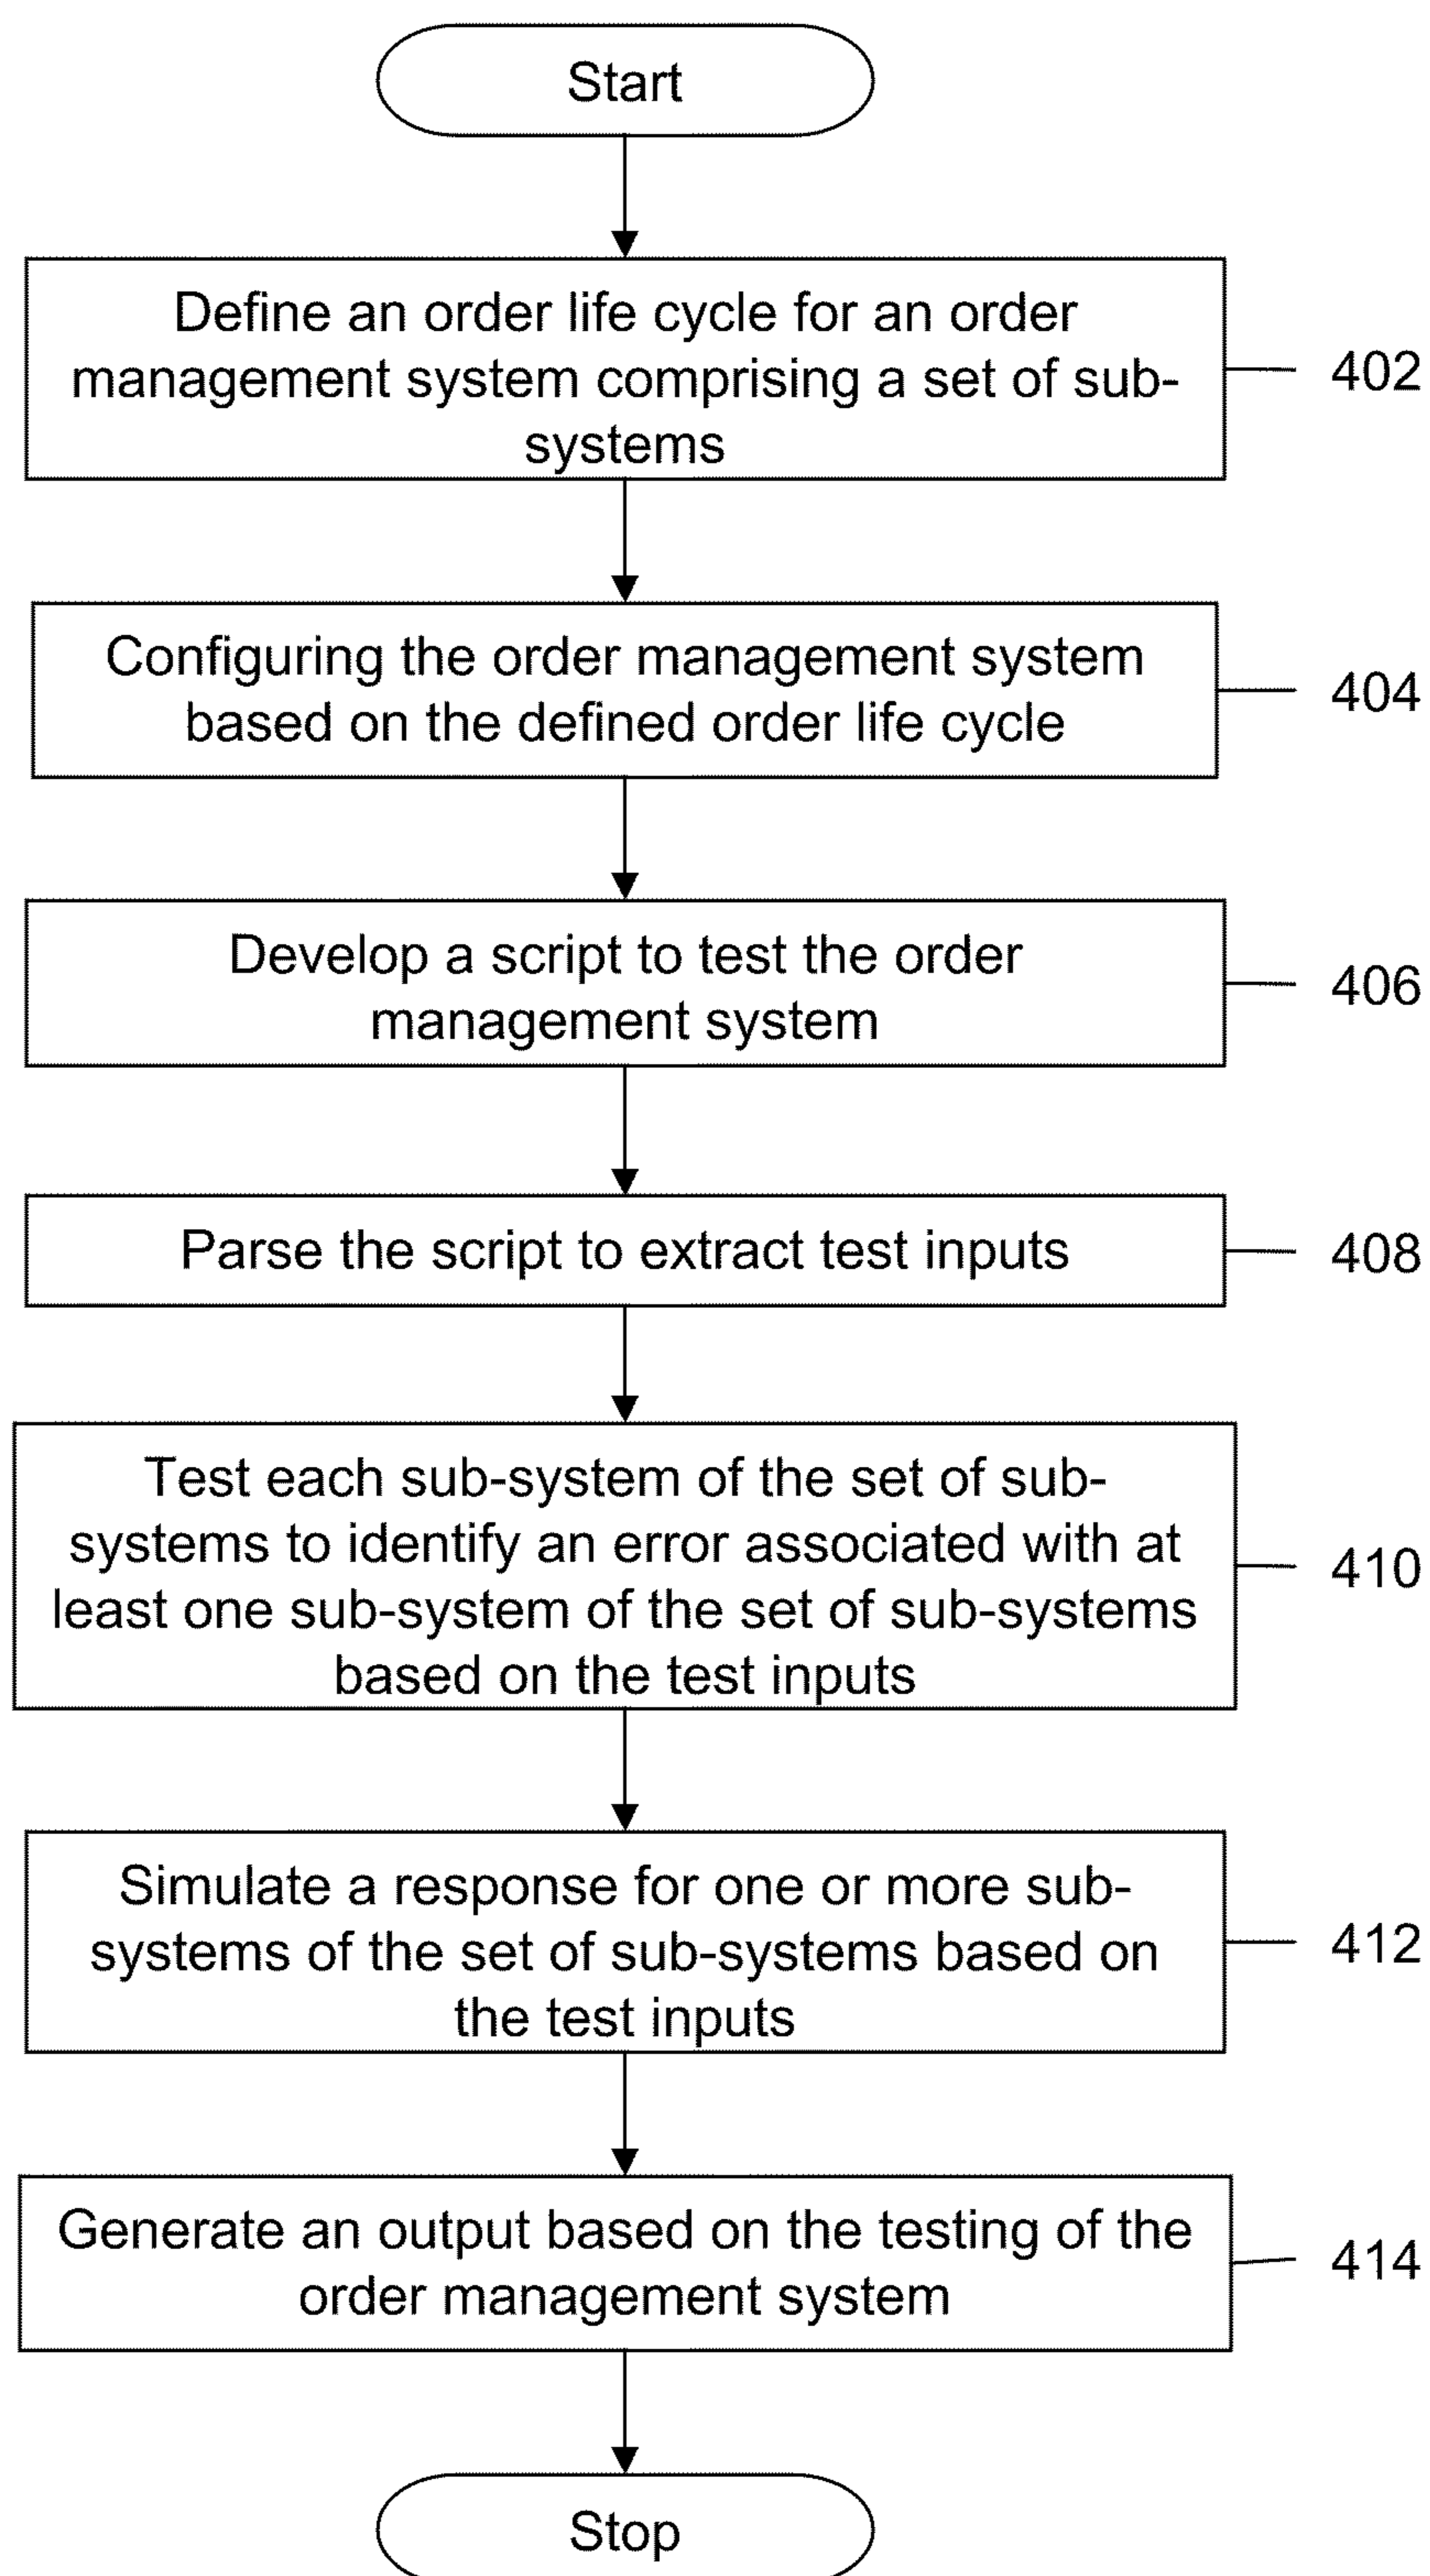 Start
Define an order life cycle for an order
management system comprising a set of sub-
systems
402
Configuring the order management system
based on the defined order life cycle
404
Develop a script to test the order
management system
406
Parse the script to extract test inputs
408
Test each sub-system of the set of sub-
systems to identify an error associated with at
least one sub-system of the set of sub-systems
based on the test inputs
410
Simulate a response for one or more sub-
systems of the set of sub-systems based on
the test inputs
412
Generate an output based on the testing of the
order management system
414
Stop